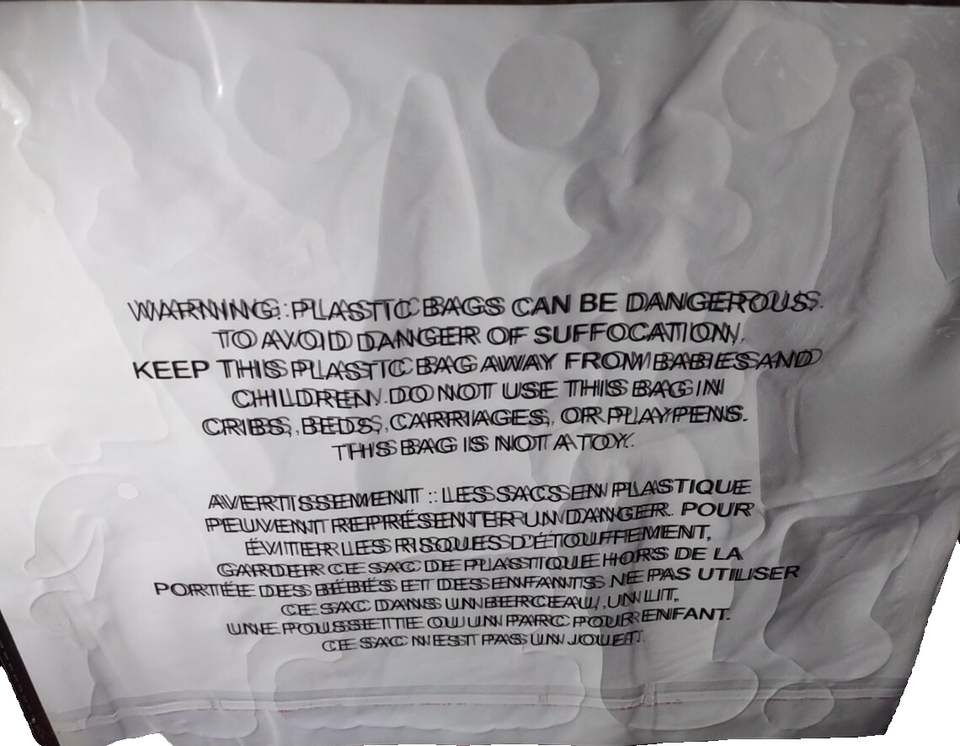 WARNING: PLASTIC BAGS CAN BE DANGEROUS.
TO AVOID DANGER OF SUFFOCATION,
KEEP THIS PLASTIC BAG AWAY FROM BABIES AND
CHILDREN. DO NOT USE THIS BAG IN
CRIBS, BEDS, CARRIAGES, OR PLAYPENS.
THIS BAG IS NOT A TOY.
AVERTISSEMENT : LES SACS EN PLASTIQUE
PEUVENT REPRÉSENTER UN DANGER. POUR
ÉVITER LES RISQUES D'ÉTOUFFEMENT,
GARDER CE SAC DE PLASTIQUE HORS DE LA
PORTÉE DES BÉBÉS ET DES ENFANTS NE PAS UTILISER
CE SAC DANS UN BERCEAU, UN LIT,
UNE POUSSETTE OU UN PARC POUR ENFANT.
CE SAC N'EST PAS UN JOUET.